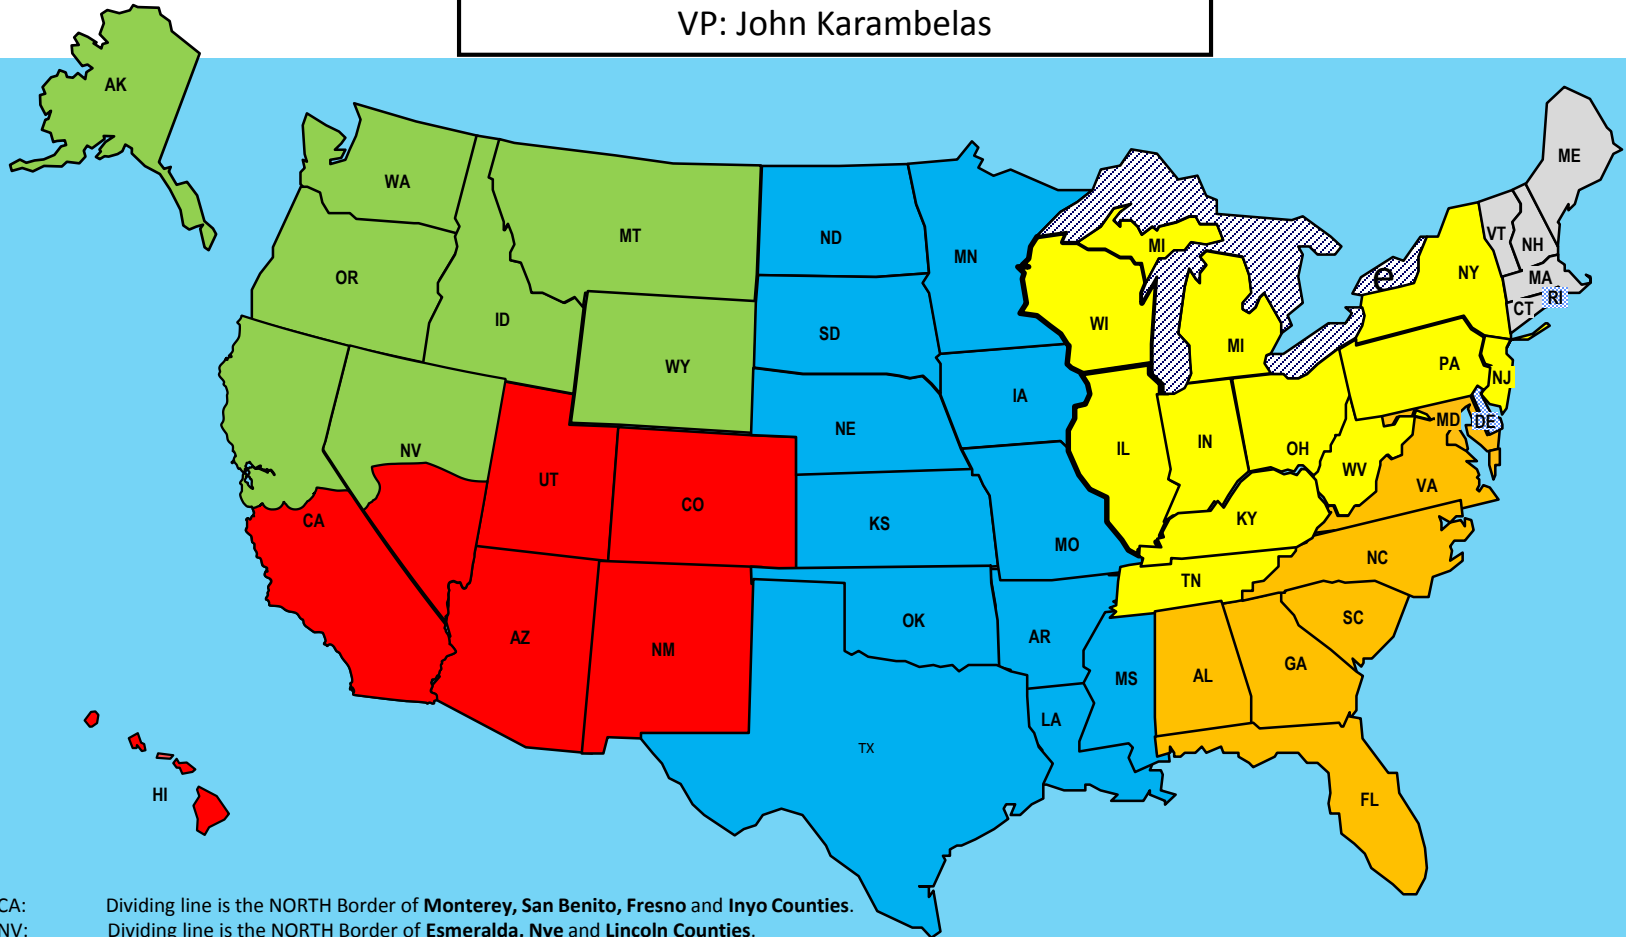 VP: John Karambelas
AK
ME
WA
VT
NH
MT
ND
MN
MI
NY
MA
OR
e
RI
CT
ID
SD
WI
MI
WY
PA
NJ
IA
NE
MD
DE
NV
IL
IN
OH
WV
UT
VA
CO
CA
KS
KY
MO
NC
TN
OK
SC
AZ
AR
NM
GA
MS
AL
LA
TX
HI
FL
CA: Dividing line is the NORTH Border of Monterey, San Benito, Fresno and Inyo Counties.
NV: Dividing line is the NORTH Border of Esmeralda, Nye and Lincoln Counties.